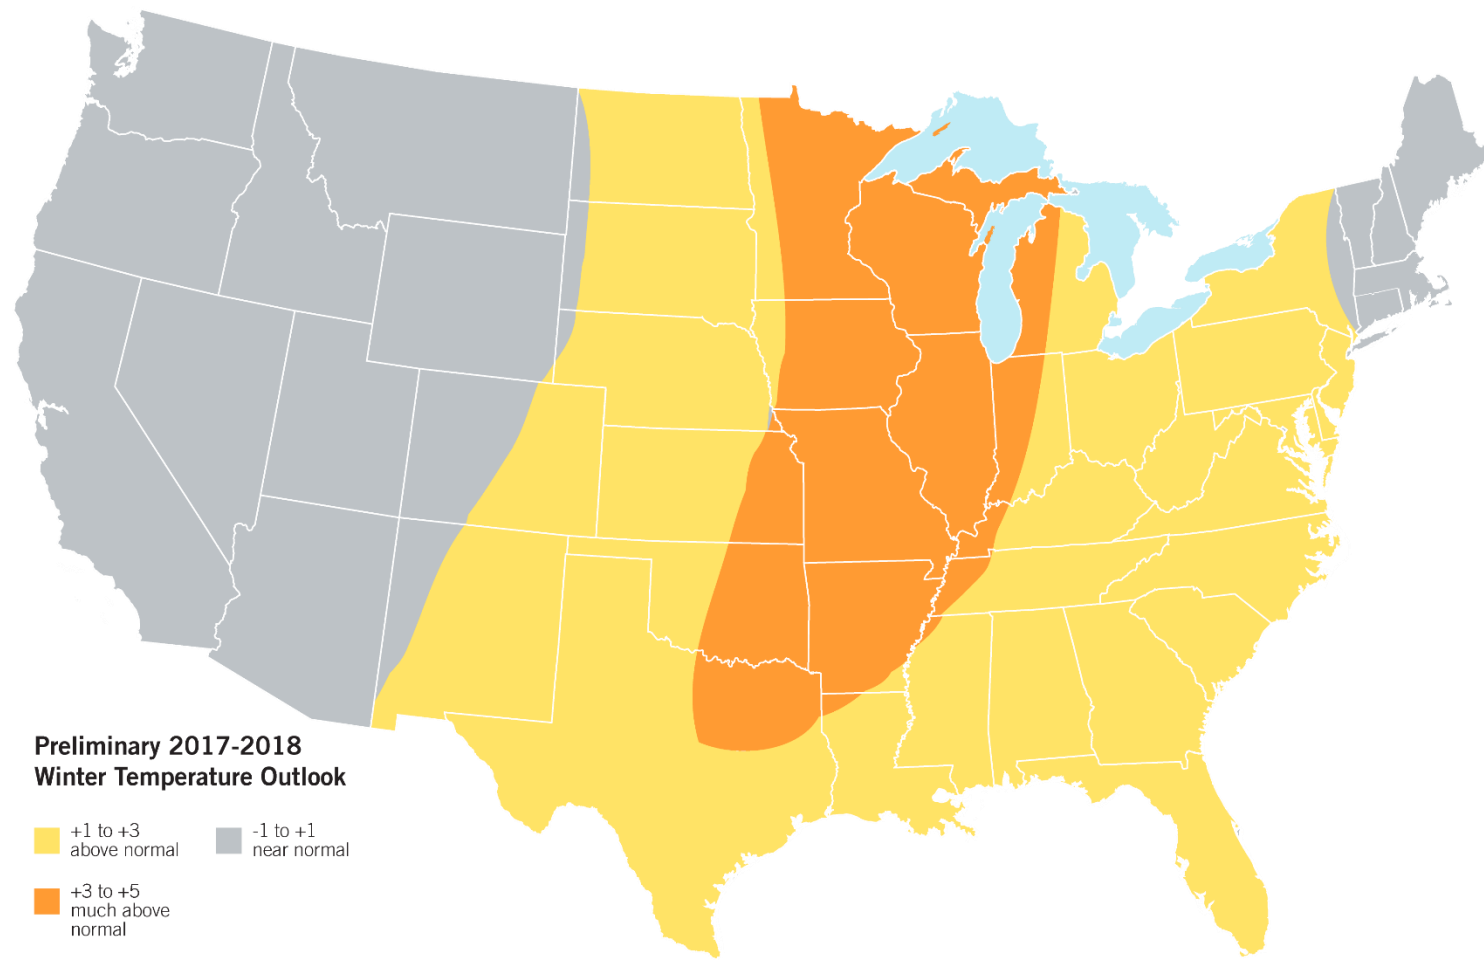 Preliminary 2017-2018
Winter Temperature Outlook
+1 to +3
above normal
-1 to +1
near normal
+3 to +5
much above
normal